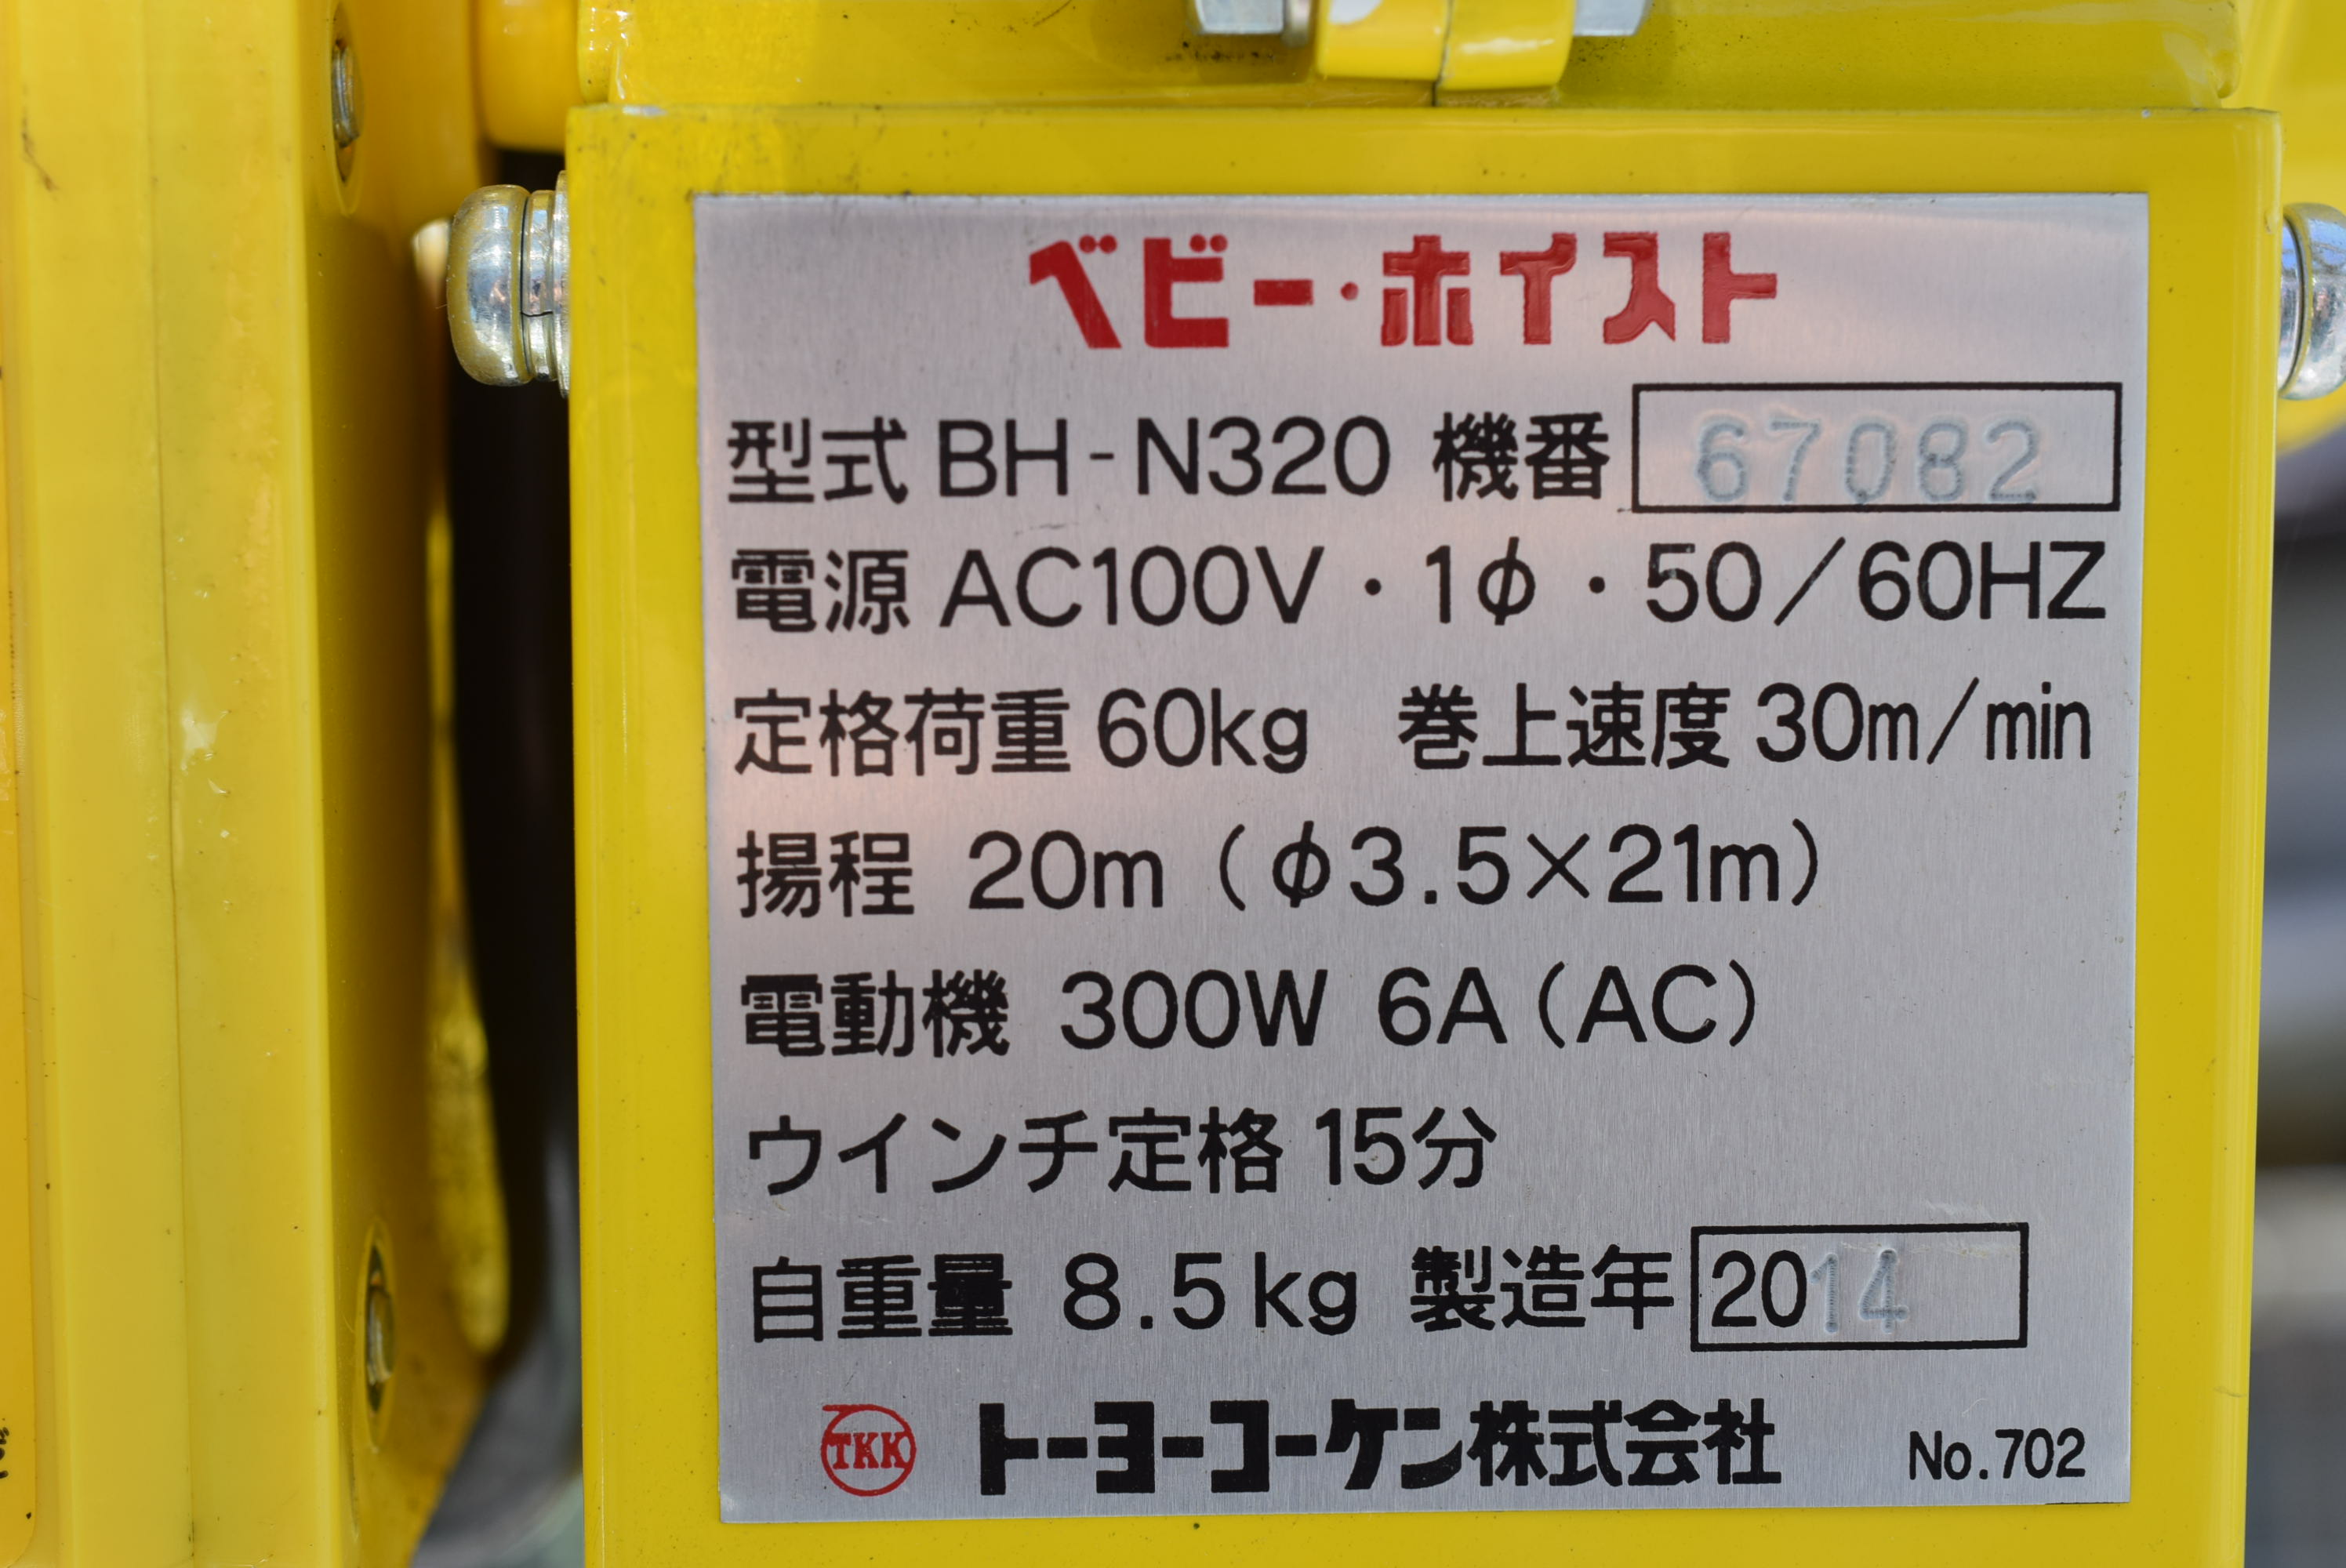 ベビー・ホイスト
型式 BH-N320 機番 67082
電源 AC100V・1φ・50/60HZ
定格荷重 60kg 巻上速度 30m/min
揚程 20m (φ3.5×21m)
電動機 300W 6A (AC)
ウインチ定格 15分
自重量 8.5kg 製造年 2014
TKK トーヨーコーケン株式会社 No.702